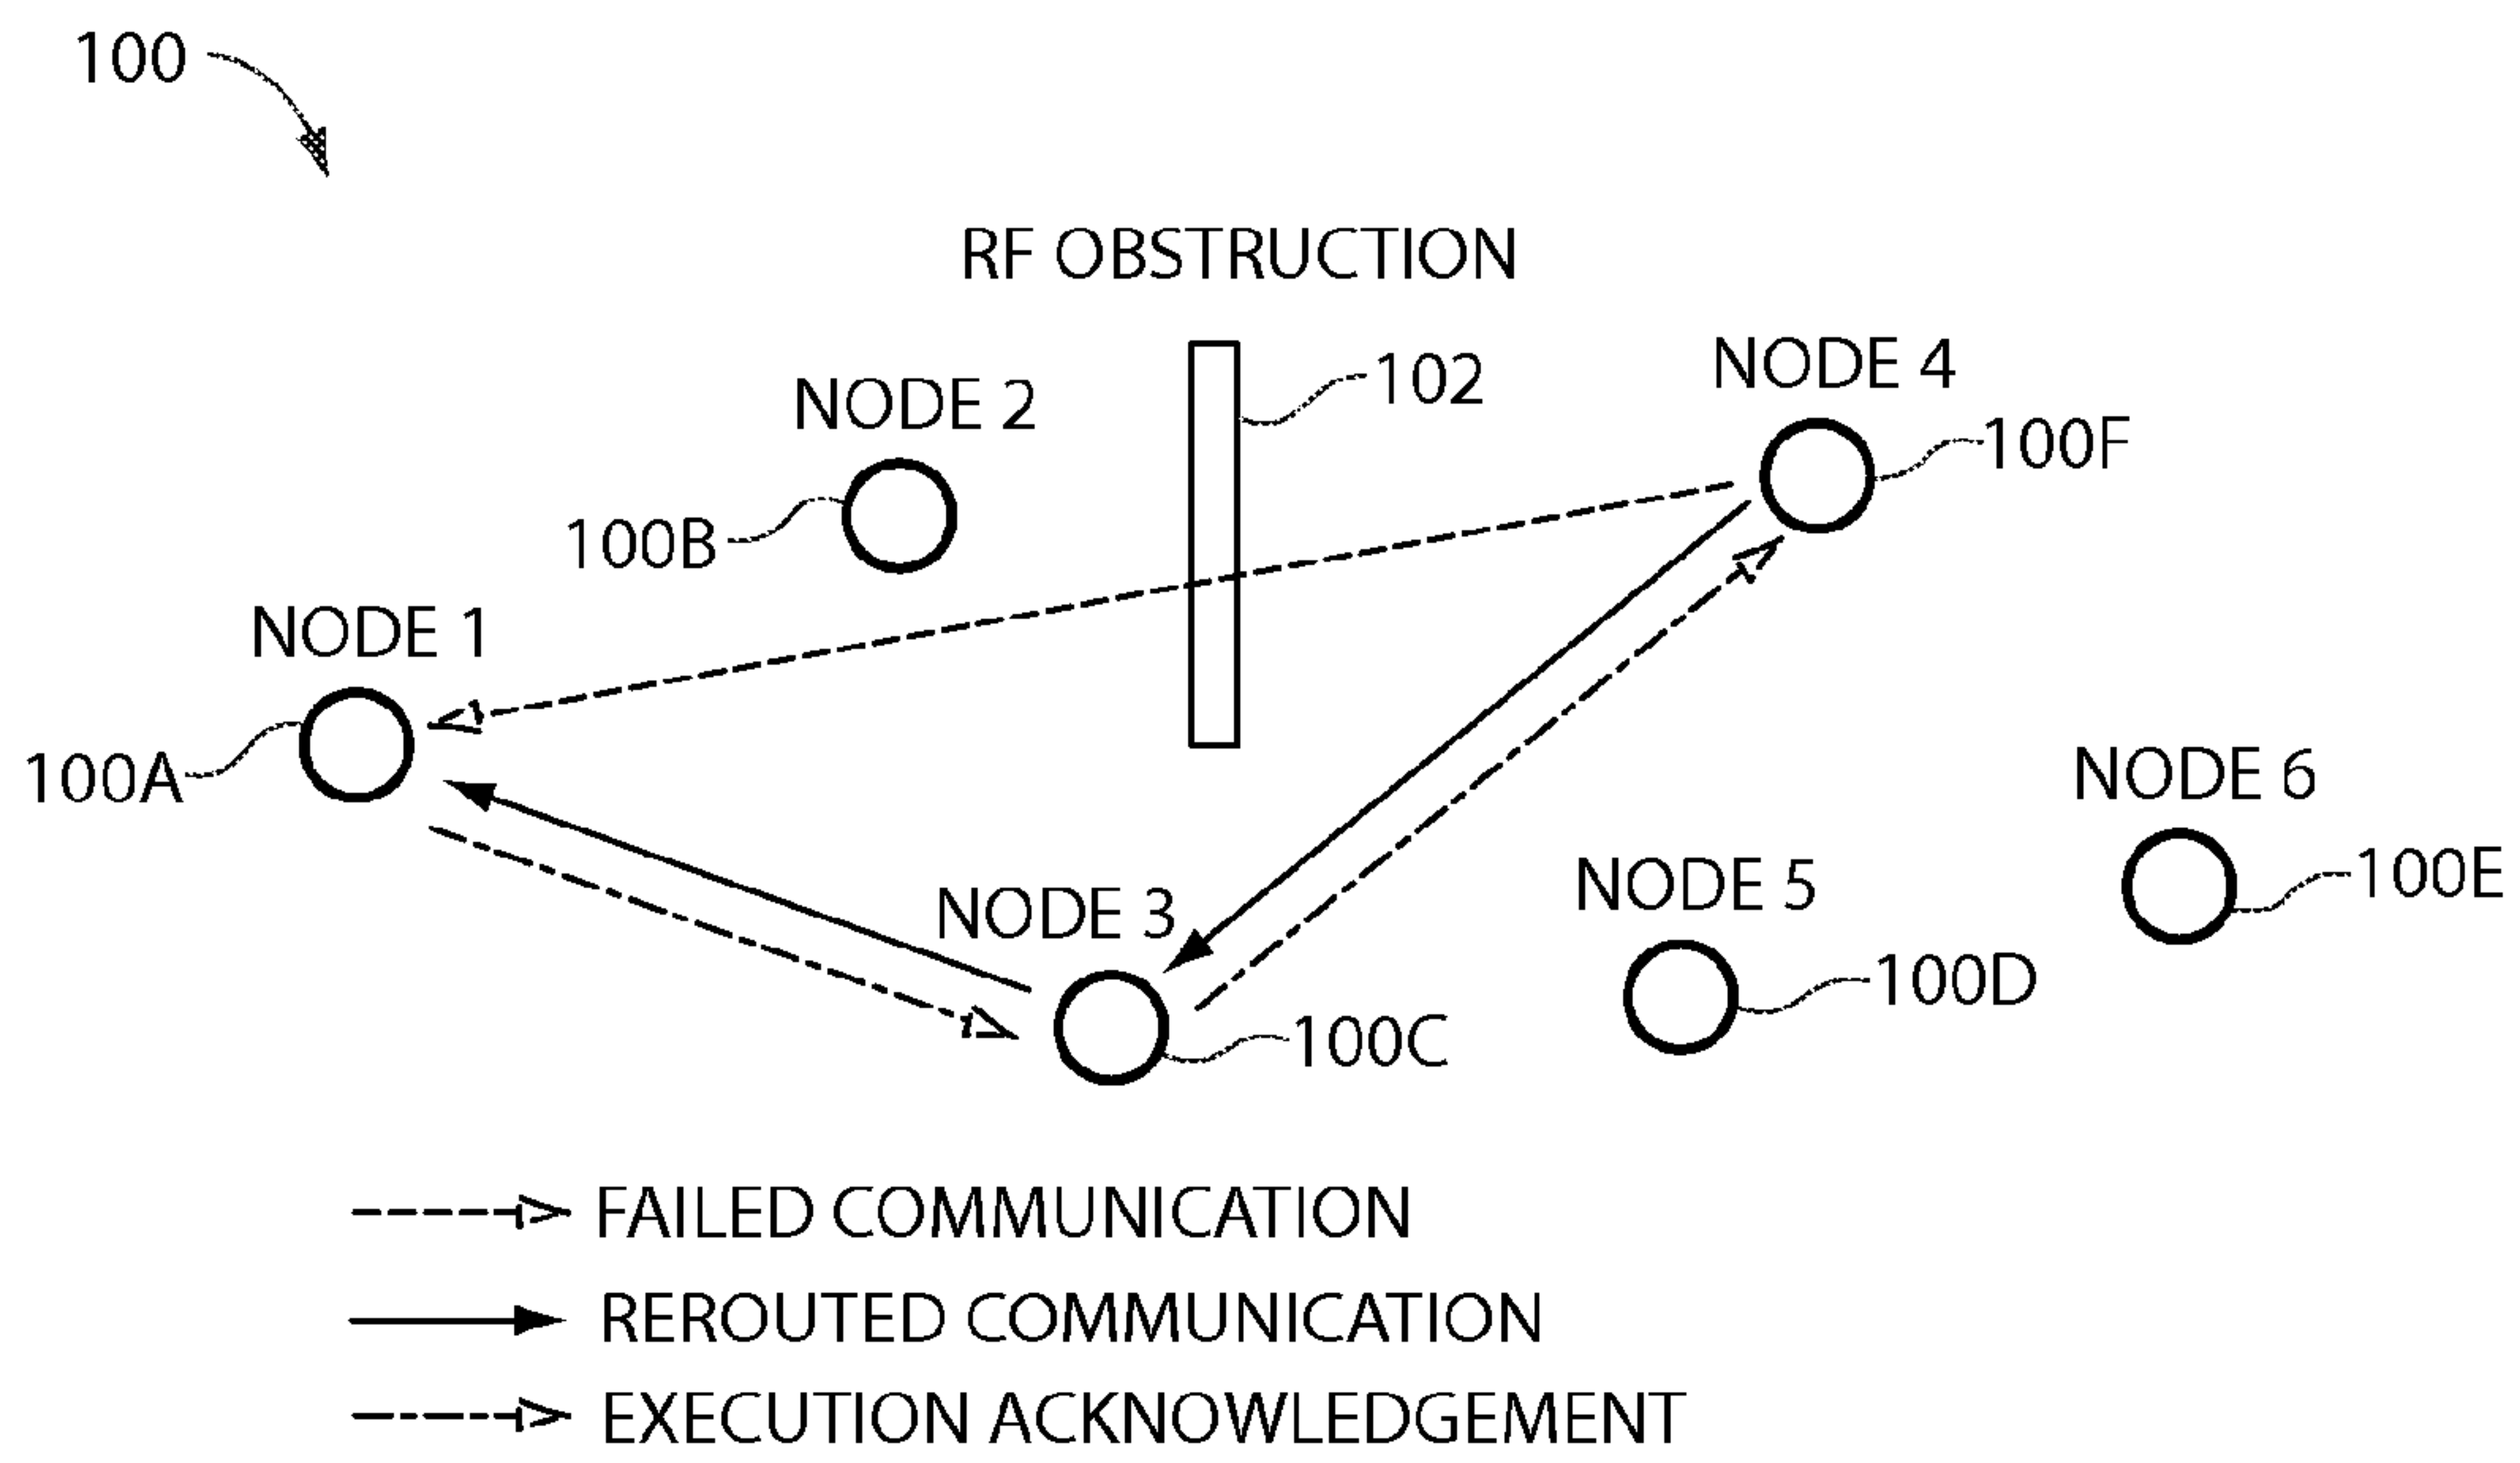 100
RF OBSTRUCTION
NODE 4
102
NODE 2
100F
100B
NODE 1
NODE 6
100A
NODE 5
100E
NODE 3
100D
100C
FAILED COMMUNICATION
REROUTED COMMUNICATION
EXECUTION ACKNOWLEDGEMENT